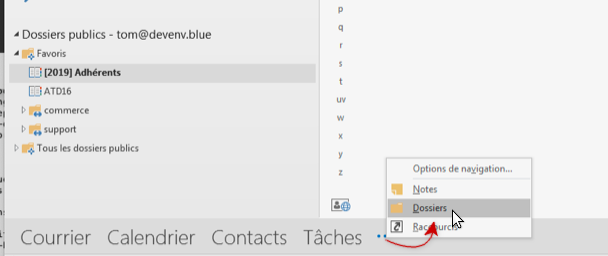 Dossiers publics - tom@devenv.blue
Favoris
[2019] Adhérents
ATD16
commerce
support
Tous les dossiers publics
p
q
r
s
t
uv
w
x
y
z
Options de navigation...
Notes
Dossiers
Raccourcis
Courrier Calendrier Contacts Tâches